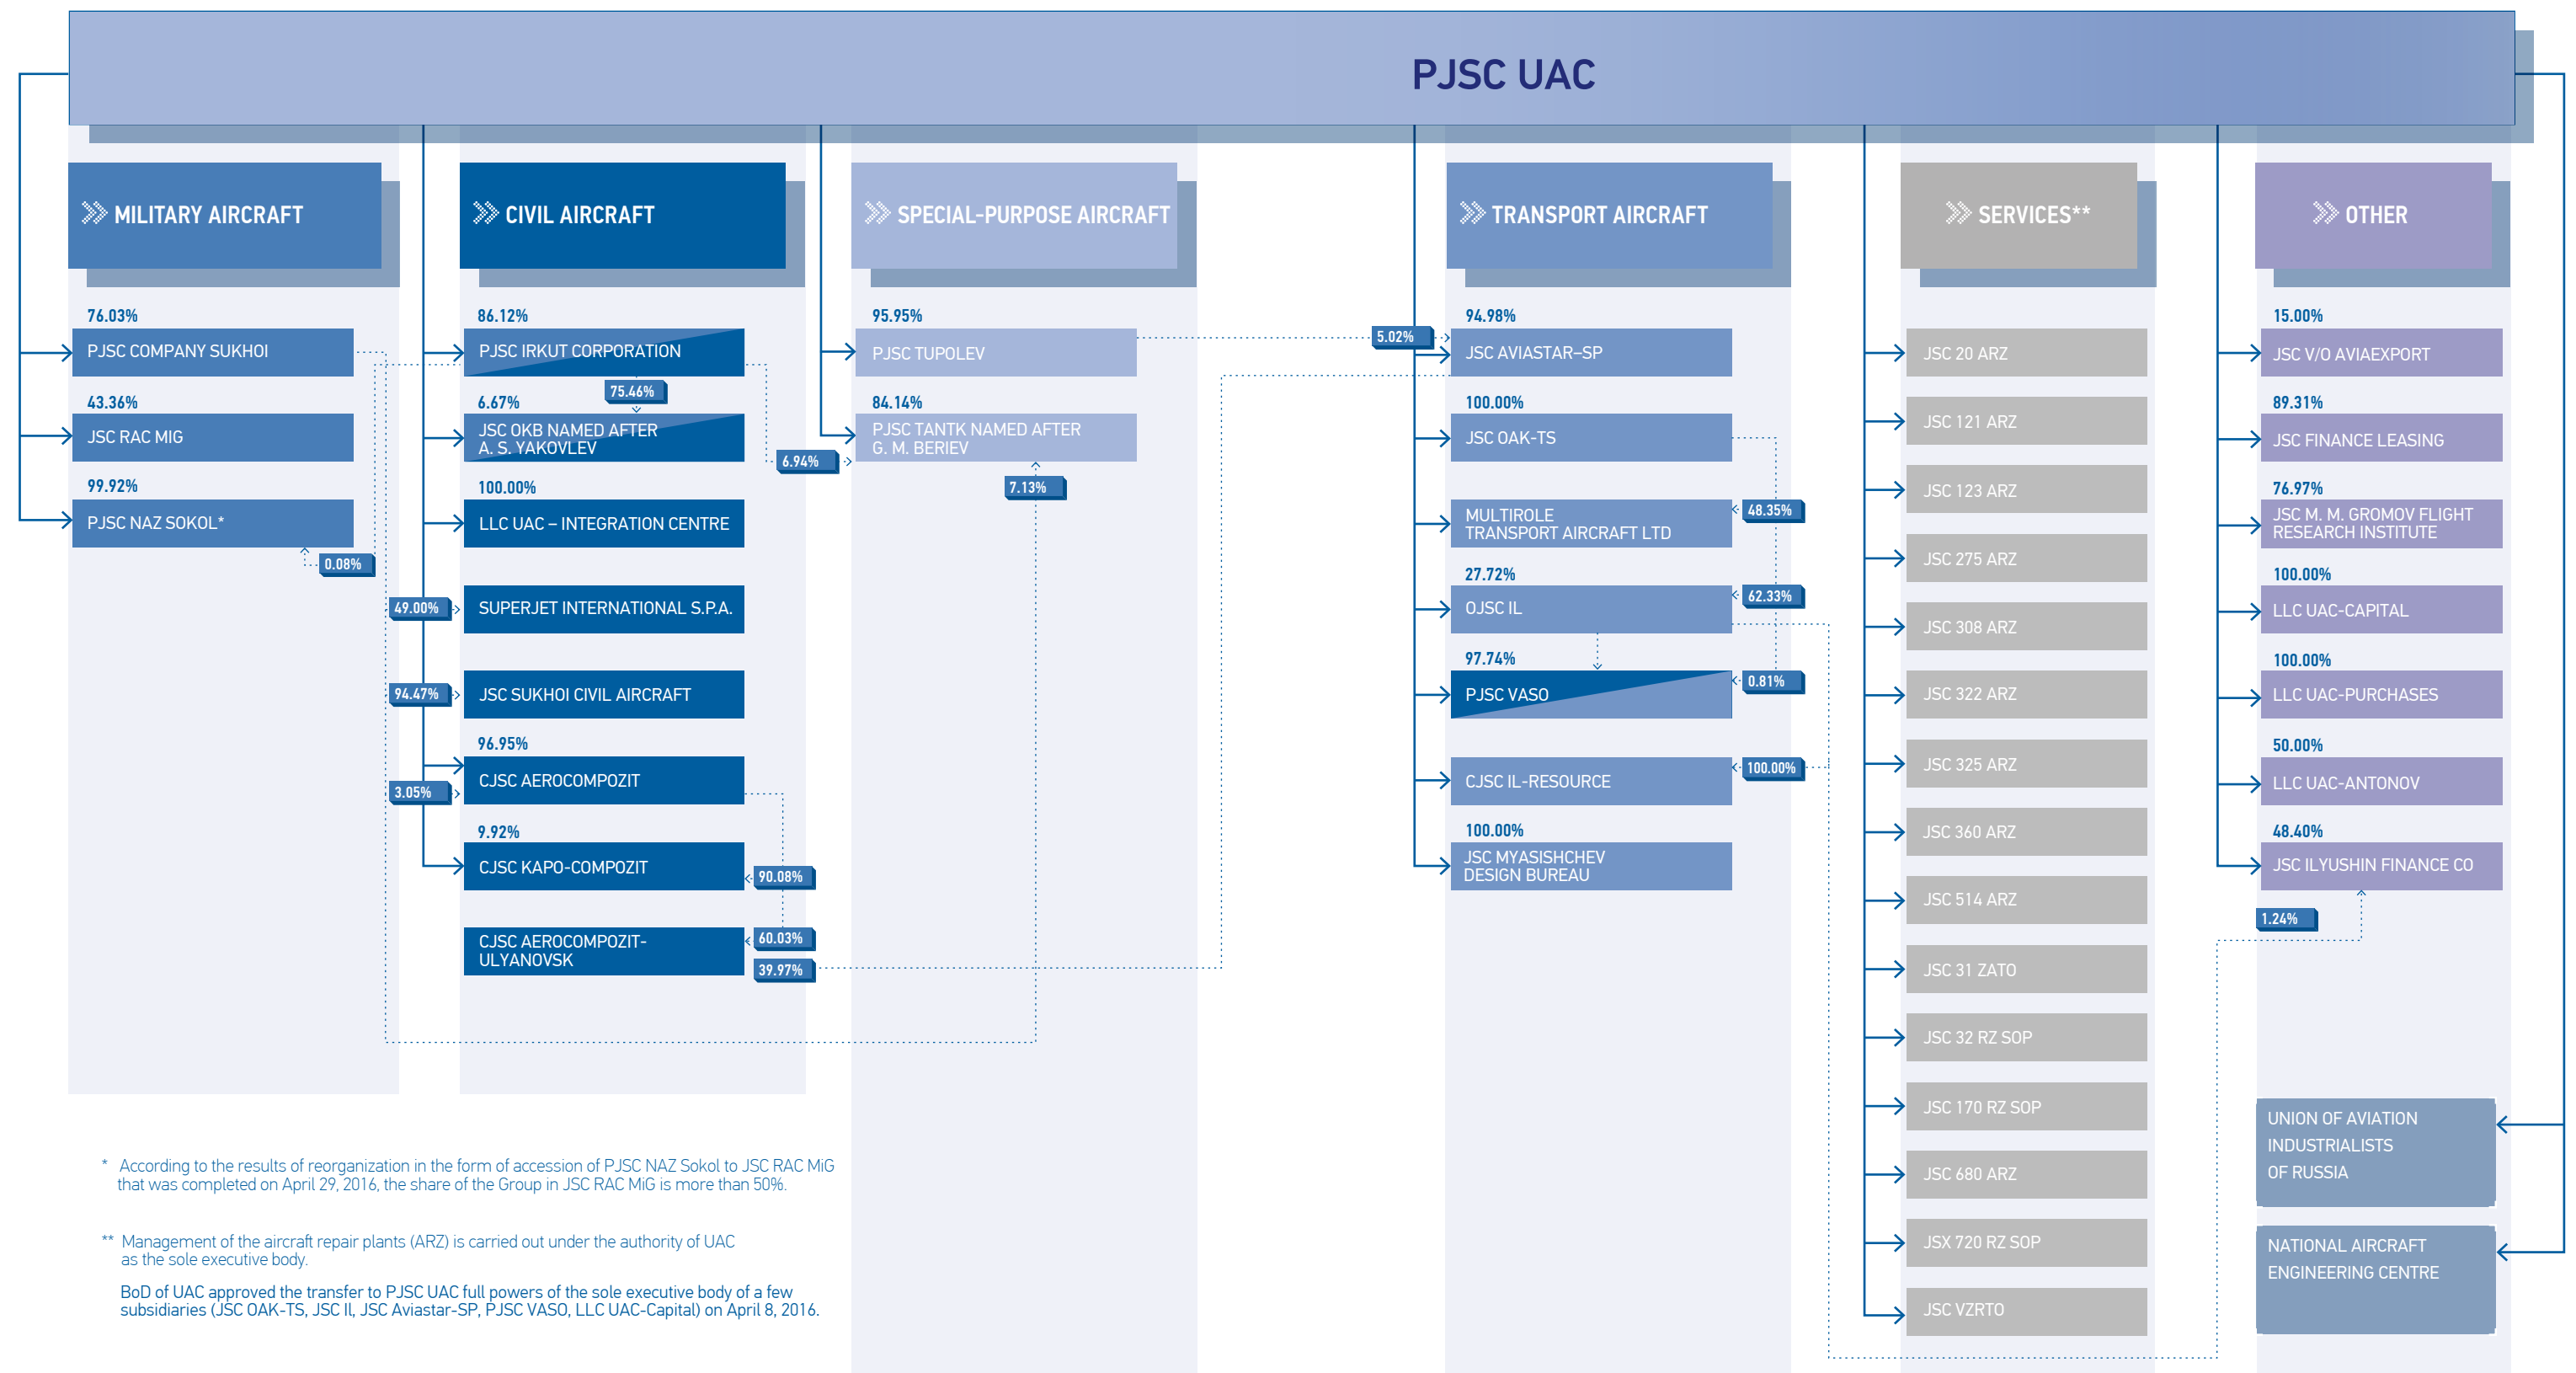 PJSC UAC
MILITARY AIRCRAFT
76.03%
PJSC COMPANY SUKHOI
43.36%
JSC RAC MIG
99.92%
PJSC NAZ SOKOL*
0.08%
CIVIL AIRCRAFT
86.12%
PJSC IRKUT CORPORATION
75.46%
6.67%
JSC OKB NAMED AFTER
A. S. YAKOVLEV
100.00%
LLC UAC – INTEGRATION CENTRE
49.00%
SUPERJET INTERNATIONAL S.P.A.
94.47%
JSC SUKHOI CIVIL AIRCRAFT
96.95%
CJSC AEROCOMPOZIT
3.05%
9.92%
CJSC KAPO-COMPOZIT
90.08%
CJSC AEROCOMPOZIT-
ULYANOVSK
60.03%
39.97%
SPECIAL-PURPOSE AIRCRAFT
95.95%
PJSC TUPOLEV
84.14%
PJSC TANTK NAMED AFTER
G. M. BERIEV
6.94%
7.13%
TRANSPORT AIRCRAFT
94.98%
5.02%
JSC AVIASTAR–SP
100.00%
JSC OAK-TS
MULTIROLE
TRANSPORT AIRCRAFT LTD
48.35%
27.72%
OJSC IL
62.33%
97.74%
PJSC VASO
0.81%
CJSC IL-RESOURCE
100.00%
100.00%
JSC MYASISHCHEV
DESIGN BUREAU
SERVICES**
JSC 20 ARZ
JSC 121 ARZ
JSC 123 ARZ
JSC 275 ARZ
JSC 308 ARZ
JSC 322 ARZ
JSC 325 ARZ
JSC 360 ARZ
JSC 514 ARZ
JSC 31 ZATO
JSC 32 RZ SOP
JSC 170 RZ SOP
JSC 680 ARZ
JSX 720 RZ SOP
JSC VZRTO
OTHER
15.00%
JSC V/O AVIAEXPORT
89.31%
JSC FINANCE LEASING
76.97%
JSC M. M. GROMOV FLIGHT
RESEARCH INSTITUTE
100.00%
LLC UAC-CAPITAL
100.00%
LLC UAC-PURCHASES
50.00%
LLC UAC-ANTONOV
48.40%
JSC ILYUSHIN FINANCE CO
1.24%
UNION OF AVIATION
INDUSTRIALISTS
OF RUSSIA
NATIONAL AIRCRAFT
ENGINEERING CENTRE
* According to the results of reorganization in the form of accession of PJSC NAZ Sokol to JSC RAC MiG
that was completed on April 29, 2016, the share of the Group in JSC RAC MiG is more than 50%.
** Management of the aircraft repair plants (ARZ) is carried out under the authority of UAC
as the sole executive body.
BoD of UAC approved the transfer to PJSC UAC full powers of the sole executive body of a few
subsidiaries (JSC OAK-TS, JSC Il, JSC Aviastar-SP, PJSC VASO, LLC UAC-Capital) on April 8, 2016.